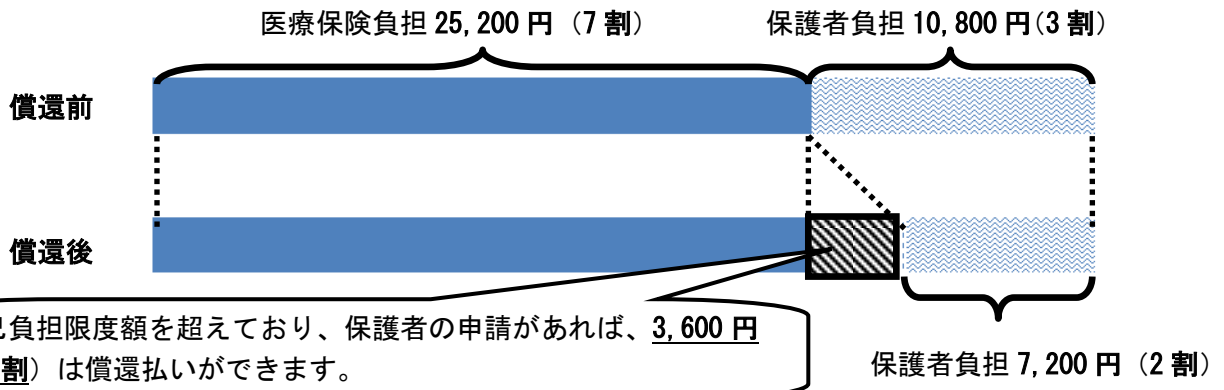 医療保険負担 25,200 円（7 割） 保護者負担 10,800 円(3 割)
償還前
償還後
負担限度額を超えており、保護者の申請があれば、3,600 円
割）は償還払いができます。
保護者負担 7,200 円（2 割）